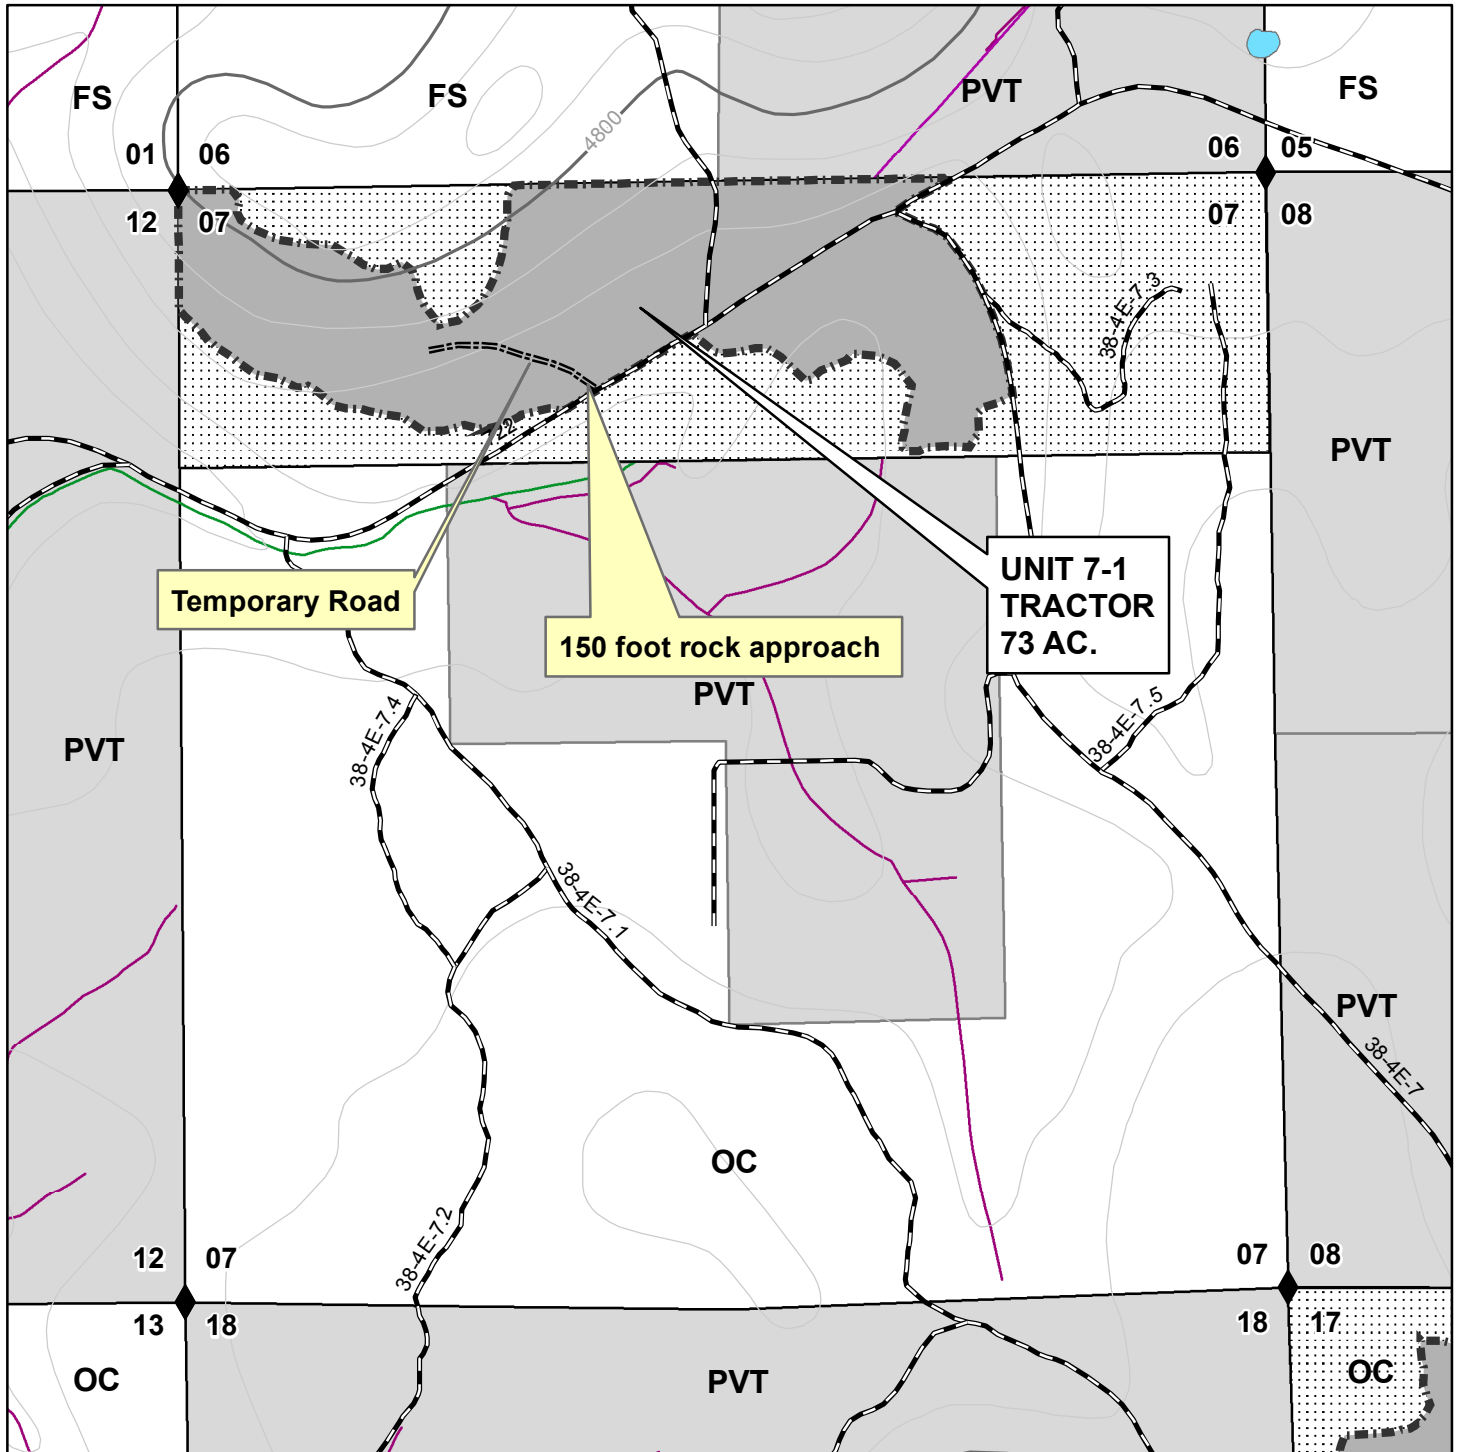 FS
FS
PVT
FS
4800
01
06
06
05
12
07
07
08
38-4E-7.3
22
PVT
UNIT 7-1
TRACTOR
73 AC.
Temporary Road
150 foot rock approach
PVT
38-4E-7.4
38-4E-7.5
PVT
38-4E-7.1
PVT
38-4E-7
OC
38-4E-7.2
12
07
07
08
13
18
18
17
OC
PVT
OC